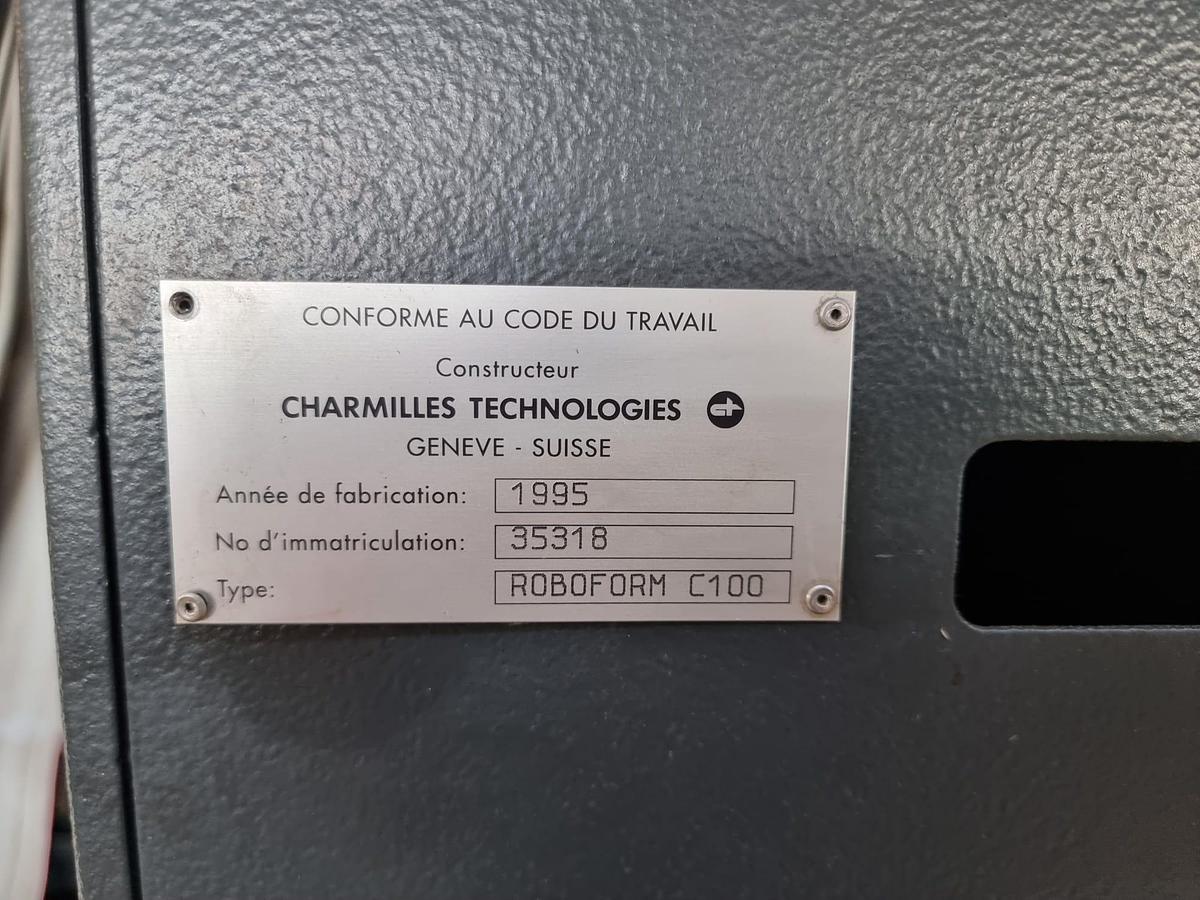 CONFORME AU CODE DU TRAVAIL
Constructeur
CHARMILLES TECHNOLOGIES
GENEVE - SUISSE
Année de fabrication: 1995
No d'immatriculation: 35318
Type: ROBOFORM C100